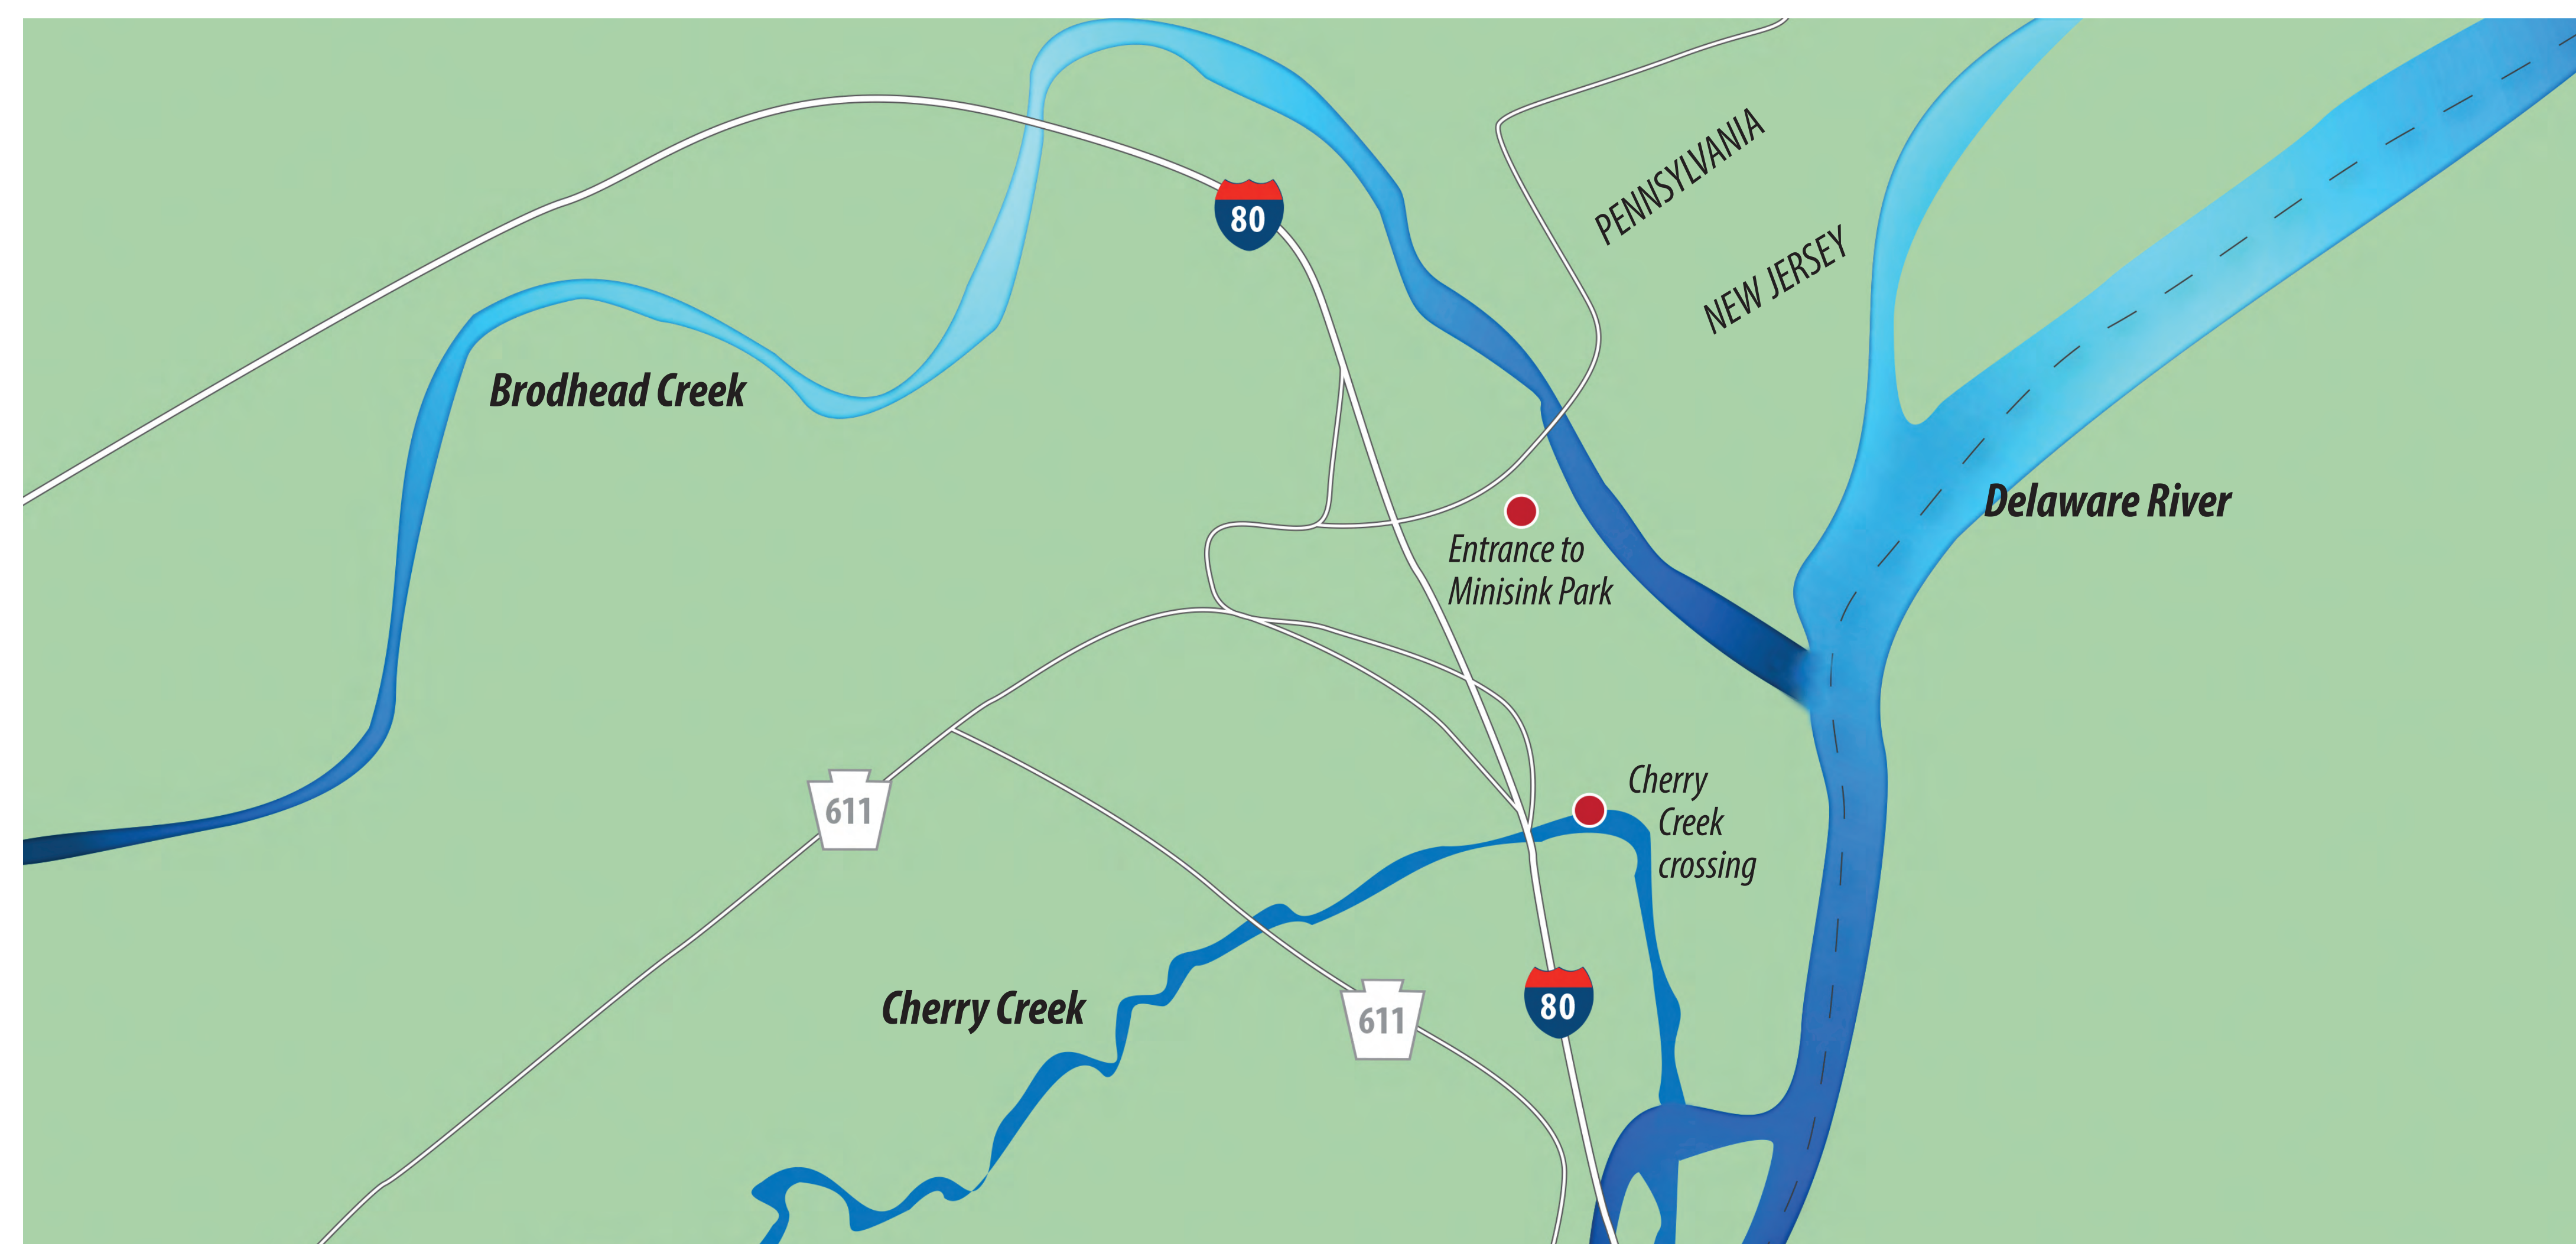 PENNSYLVANIA
NEW JERSEY
80
Brodhead Creek
Delaware River
Entrance to
Minisink Park
611
Cherry
Creek
crossing
Cherry Creek
611
80